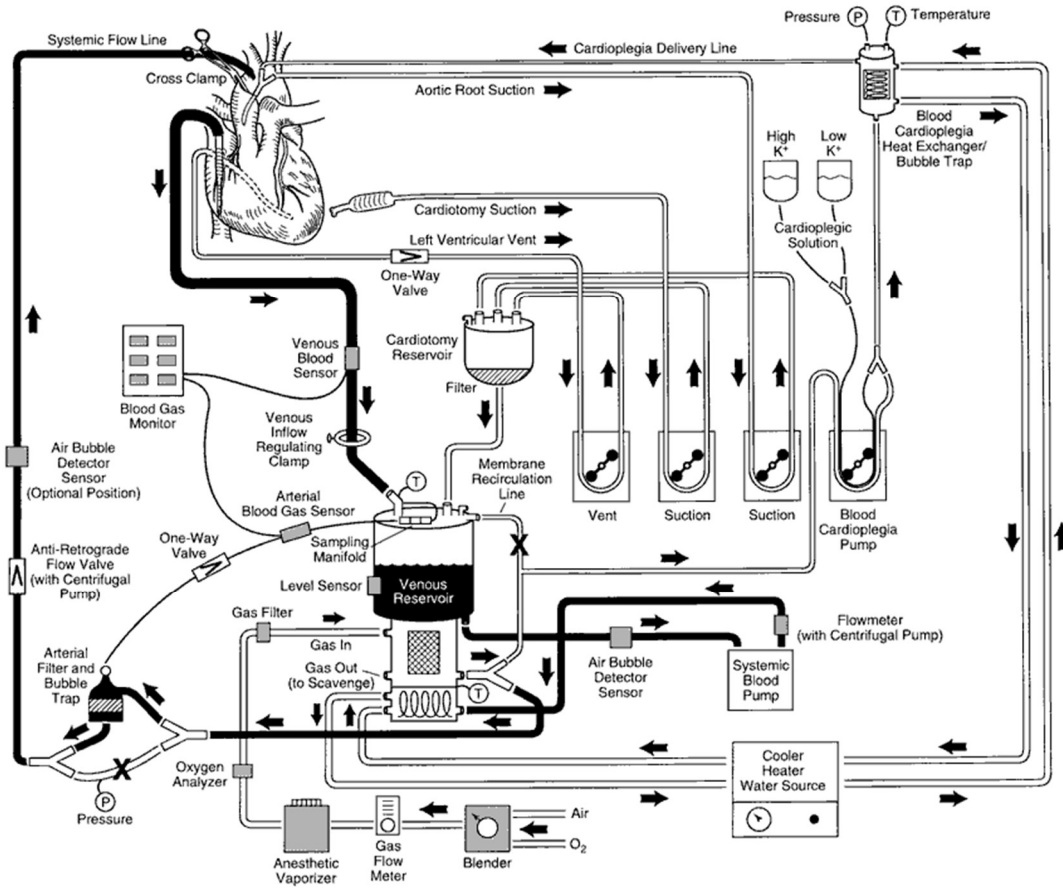 Pressure
P
T
Temperature
Systemic Flow Line
Cardioplegia Delivery Line
Cross Clamp
Aortic Root Suction
Blood
Cardioplegia
Heat Exchanger/
Bubble Trap
High
K+
Low
K+
Cardiotomy Suction
Cardioplegic
Solution
Left Ventricular Vent
One-Way
Valve
Venous
Blood
Sensor
Cardiotomy
Reservoir
Filter
Blood Gas
Monitor
Venous
Inflow
Regulating
Clamp
Air Bubble
Detector
Sensor
(Optional Position)
T
Membrane
Recirculation
Line
Vent
Suction
Suction
Blood
Cardioplegia
Pump
Arterial
Blood Gas Sensor
One-Way
Valve
Sampling
Manifold
X
Anti-Retrograde
Flow Valve
(with Centrifugal
Pump)
Level Sensor
Venous
Reservoir
Gas Filter
Gas In
Flowmeter
(with Centrifugal Pump)
Arterial
Filter and
Bubble
Trap
Gas Out
(to Scavenge)
T
Air Bubble
Detector
Sensor
Systemic
Blood
Pump
X
P
Pressure
Oxygen
Analyzer
Cooler
Heater
Water Source
Air
O2
Anesthetic
Vaporizer
Gas
Flow
Meter
Blender